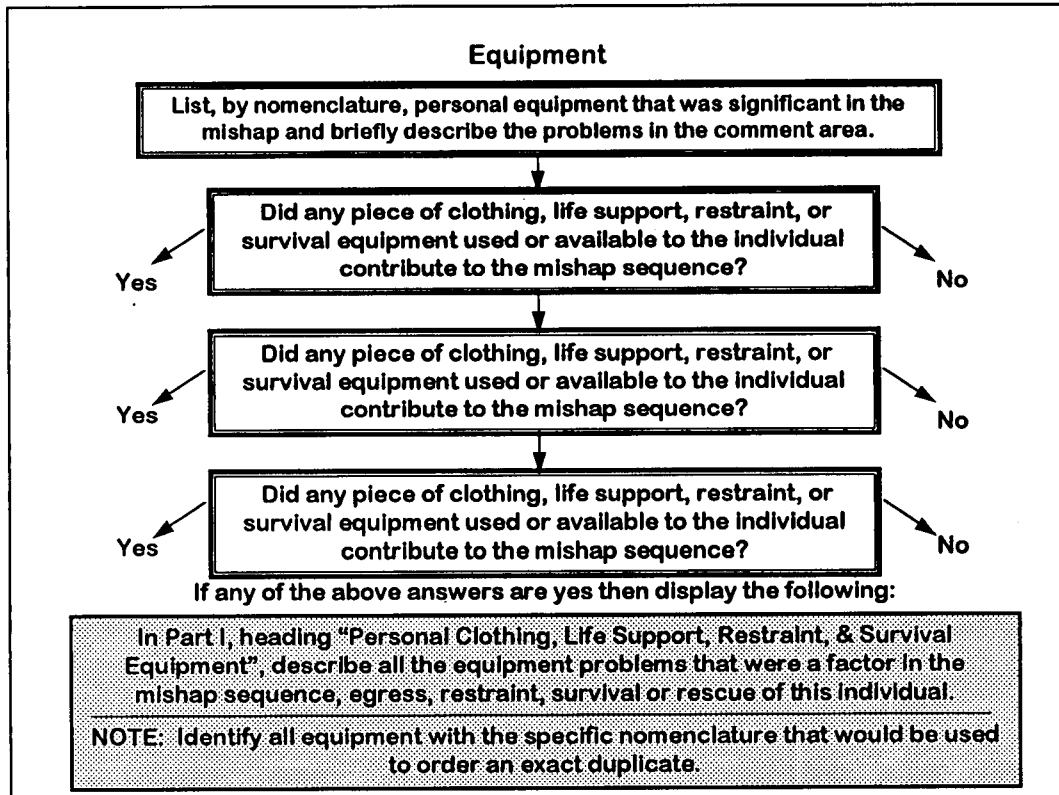 Equipment
List, by nomenclature, personal equipment that was significant in the
mishap and briefly describe the problems in the comment area.
Did any piece of clothing, life support, restraint, or
survival equipment used or available to the individual
contribute to the mishap sequence?
Yes
No
Did any piece of clothing, life support, restraint, or
survival equipment used or available to the individual
contribute to the mishap sequence?
Yes
No
Did any piece of clothing, life support, restraint, or
survival equipment used or available to the individual
contribute to the mishap sequence?
Yes
No
If any of the above answers are yes then display the following:
In Part I, heading “Personal Clothing, Life Support, Restraint, & Survival
Equipment”, describe all the equipment problems that were a factor in the
mishap sequence, egress, restraint, survival or rescue of this individual.
NOTE: Identify all equipment with the specific nomenclature that would be used
to order an exact duplicate.